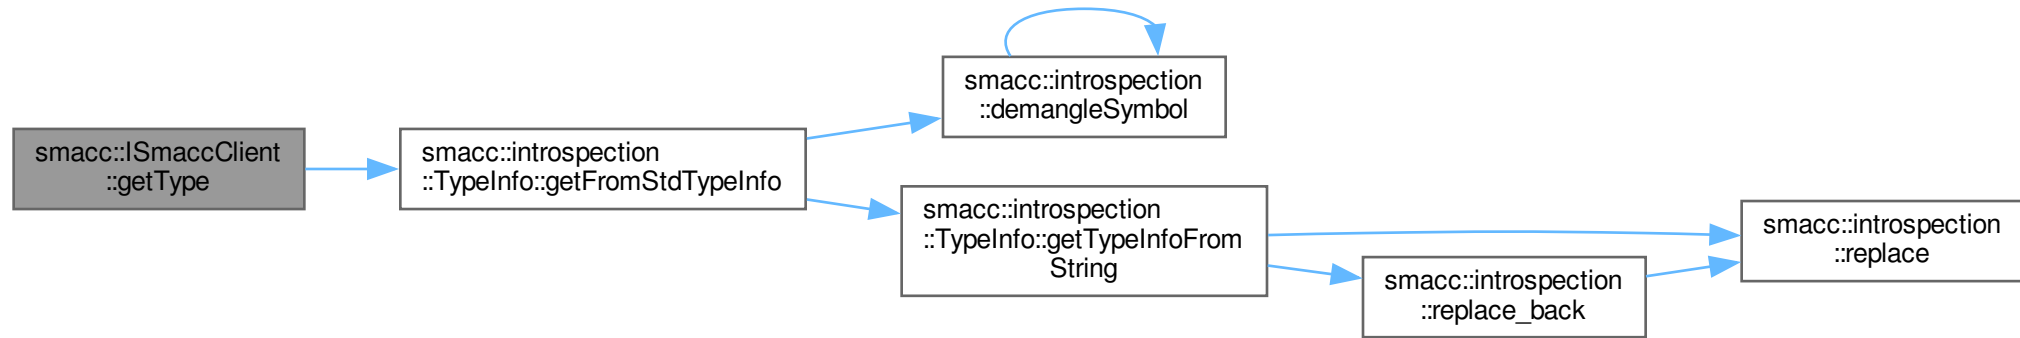 smacc::ISmaccClient
::getType
smacc::introspection
::TypeInfo::getFromStdTypeInfo
smacc::introspection
::demangleSymbol
smacc::introspection
::TypeInfo::getTypeInfoFrom
String
smacc::introspection
::replace_back
smacc::introspection
::replace